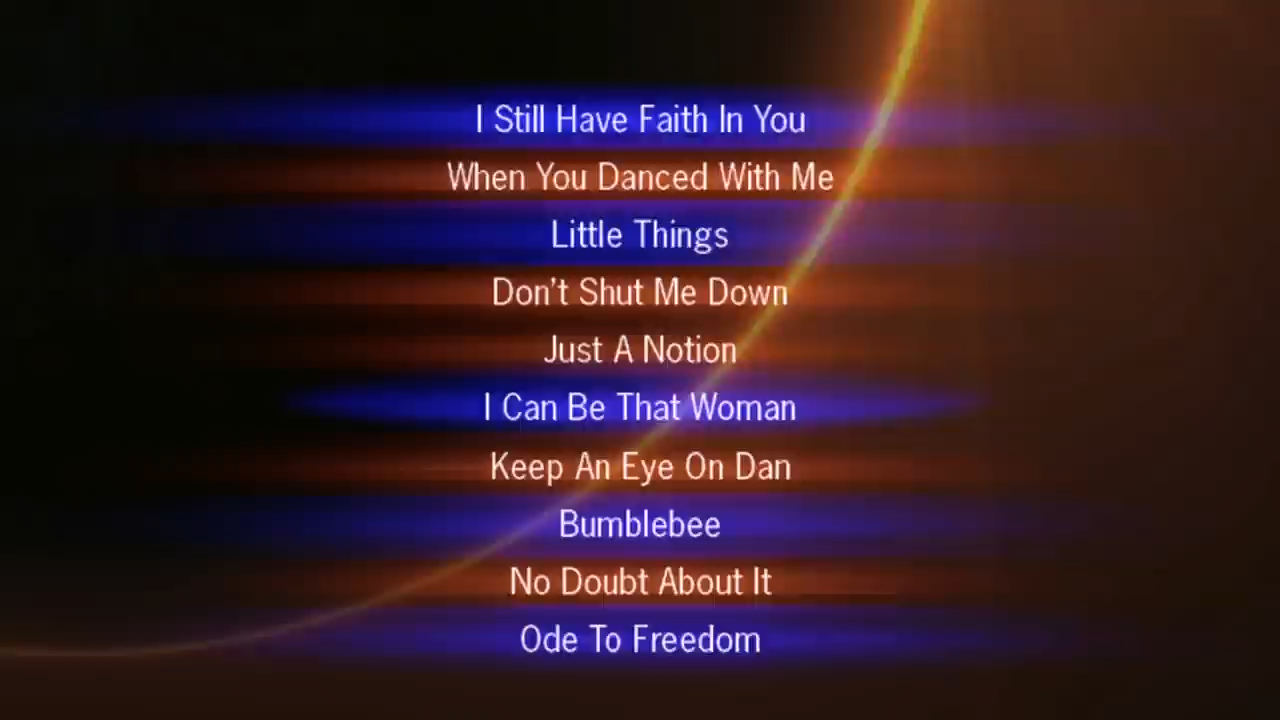 I Still Have Faith In You
When You Danced With Me
Little Things
Don’t Shut Me Down
Just A Notion
I Can Be That Woman
Keep An Eye On Dan
Bumblebee
No Doubt About It
Ode To Freedom